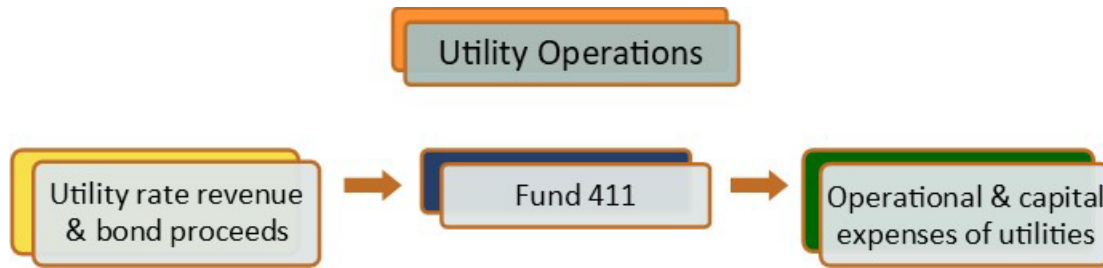 Utility Operations
Utility rate revenue
& bond proceeds
Fund 411
Operational & capital
expenses of utilities